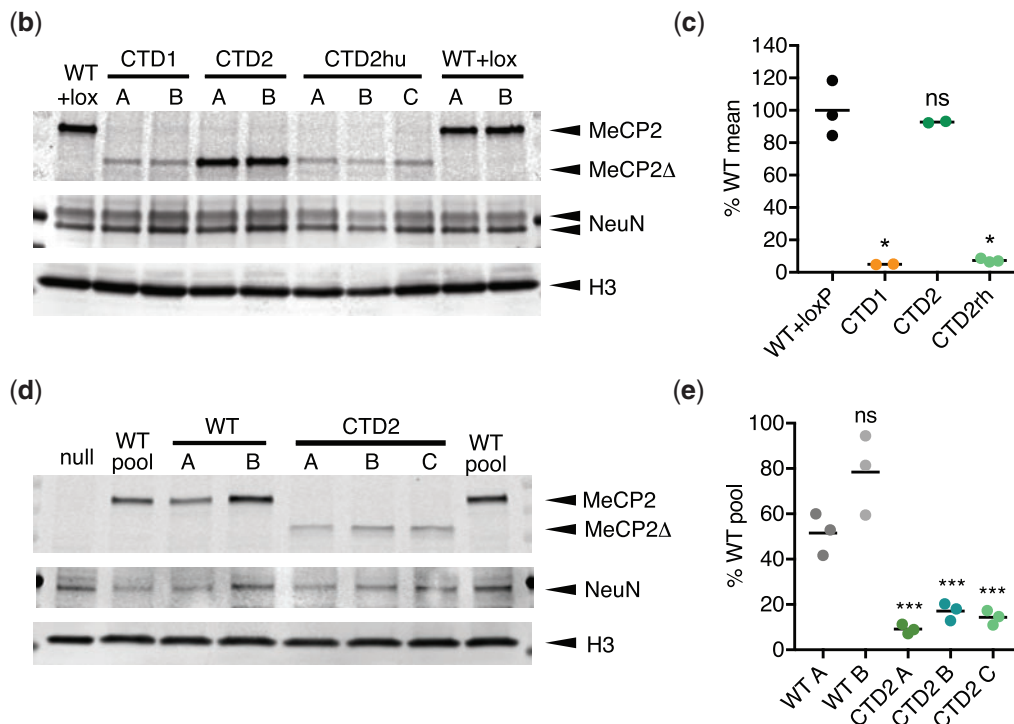 (b)
WT
+lox
CTD1
CTD2
CTD2hu
WT+lox
A B A B A B C A B
MeCP2
MeCP2Δ
NeuN
H3
(c)
% WT mean
140
120
100
80
60
40
20
0
ns
*
*
WT+loxP
CTD1
CTD2
CTD2rh
(d)
null
WT
pool
WT
CTD2
WT
pool
A B A B C
MeCP2
MeCP2Δ
NeuN
H3
(e)
% WT pool
100
80
60
40
20
0
ns
*** *** ***
WT A
WT B
CTD2 A
CTD2 B
CTD2 C